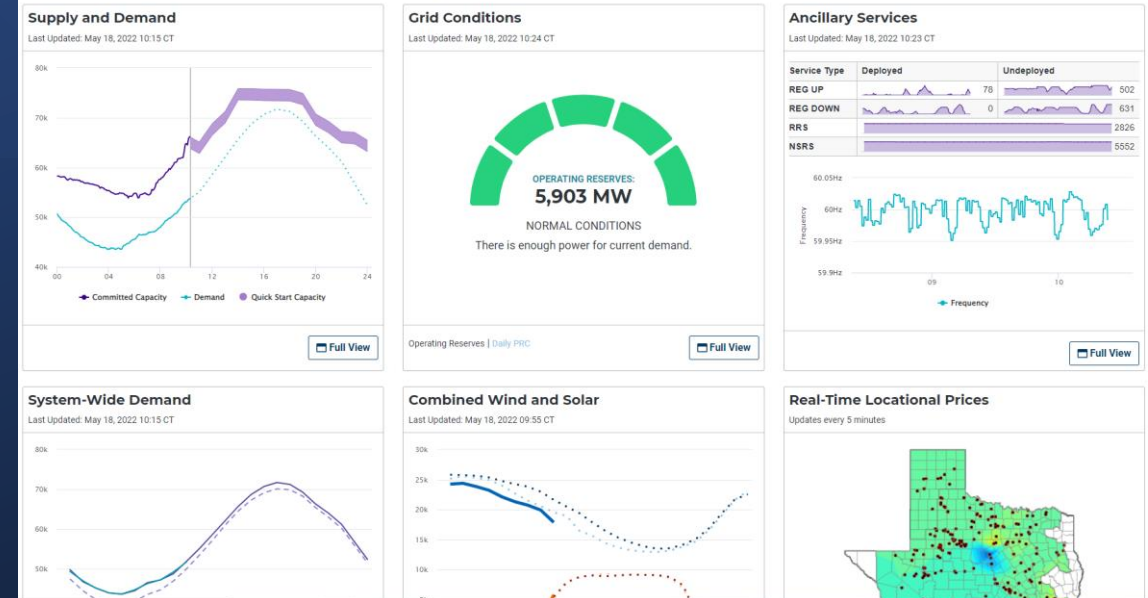 Supply and Demand
Last Updated: May 18, 2022 10:15 CT
80k
70k
60k
50k
40k
00 04 08 12 16 20 24
Committed Capacity Demand Quick Start Capacity
Full View
Grid Conditions
Last Updated: May 18, 2022 10:24 CT
OPERATING RESERVES:
5,903 MW
NORMAL CONDITIONS
There is enough power for current demand.
Operating Reserves | Daily PRC
Full View
Ancillary Services
Last Updated: May 18, 2022 10:23 CT
Service Type Deployed Undeployed
REG UP 78 502
REG DOWN 0 631
RRS 2826
NSRS 5552
60.05Hz
60Hz
59.95Hz
59.9Hz
Frequency
09 10
Frequency
Full View
System-Wide Demand
Last Updated: May 18, 2022 10:15 CT
80k
70k
60k
50k
Combined Wind and Solar
Last Updated: May 18, 2022 09:55 CT
30k
25k
20k
15k
10k
Real-Time Locational Prices
Updates every 5 minutes